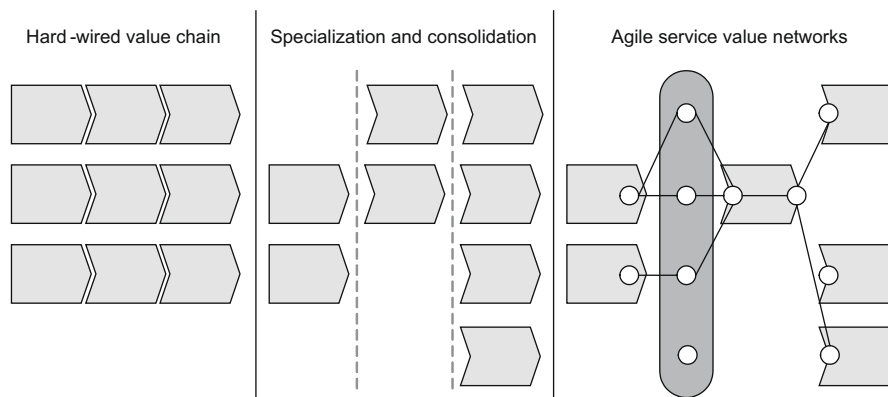 Hard-wired value chain
Specialization and consolidation
Agile service value networks